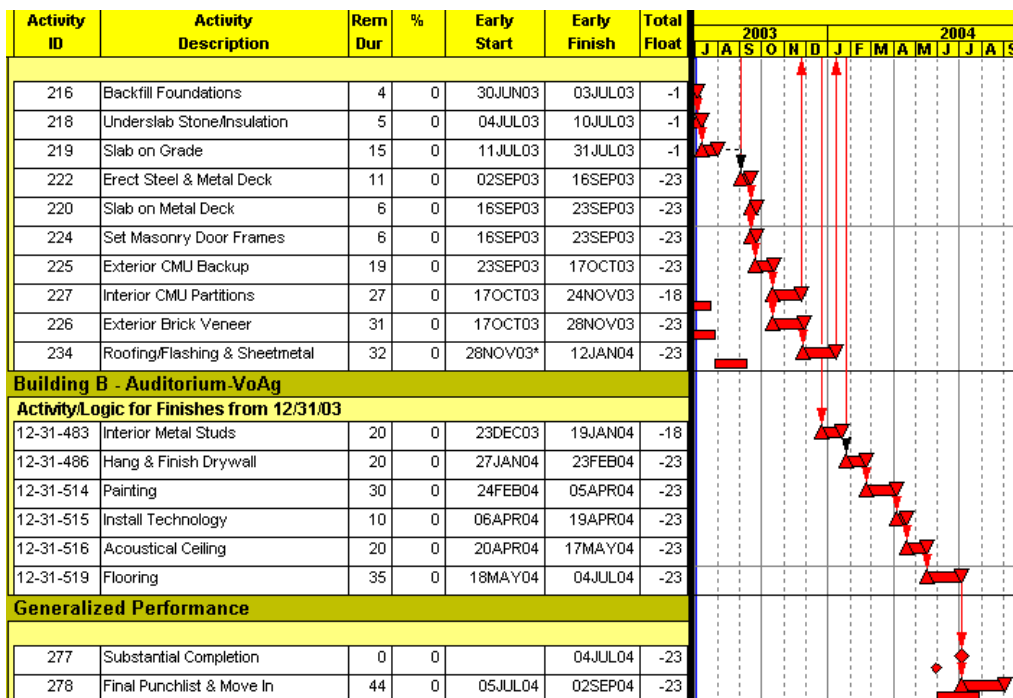 Activity ID Activity Description Rem Dur % Early Start Early Finish Total Float 2003 2004
J A S O N D J F M A M J J A S
216 Backfill Foundations 4 0 30JUN03 03JUL03 -1
218 Underslab Stone/Insulation 5 0 04JUL03 10JUL03 -1
219 Slab on Grade 15 0 11JUL03 31JUL03 -1
222 Erect Steel & Metal Deck 11 0 02SEP03 16SEP03 -23
220 Slab on Metal Deck 6 0 16SEP03 23SEP03 -23
224 Set Masonry Door Frames 6 0 16SEP03 23SEP03 -23
225 Exterior CMU Backup 19 0 23SEP03 17OCT03 -23
227 Interior CMU Partitions 27 0 17OCT03 24NOV03 -18
226 Exterior Brick Veneer 31 0 17OCT03 28NOV03 -23
234 Roofing/Flashing & Sheetmetal 32 0 28NOV03* 12JAN04 -23
Building B - Auditorium-VoAg
Activity/Logic for Finishes from 12/31/03
12-31-483 Interior Metal Studs 20 0 23DEC03 19JAN04 -18
12-31-486 Hang & Finish Drywall 20 0 27JAN04 23FEB04 -23
12-31-514 Painting 30 0 24FEB04 05APR04 -23
12-31-515 Install Technology 10 0 06APR04 19APR04 -23
12-31-516 Acoustical Ceiling 20 0 20APR04 17MAY04 -23
12-31-519 Flooring 35 0 18MAY04 04JUL04 -23
Generalized Performance
277 Substantial Completion 0 0 04JUL04 -23
278 Final Punchlist & Move In 44 0 05JUL04 02SEP04 -23